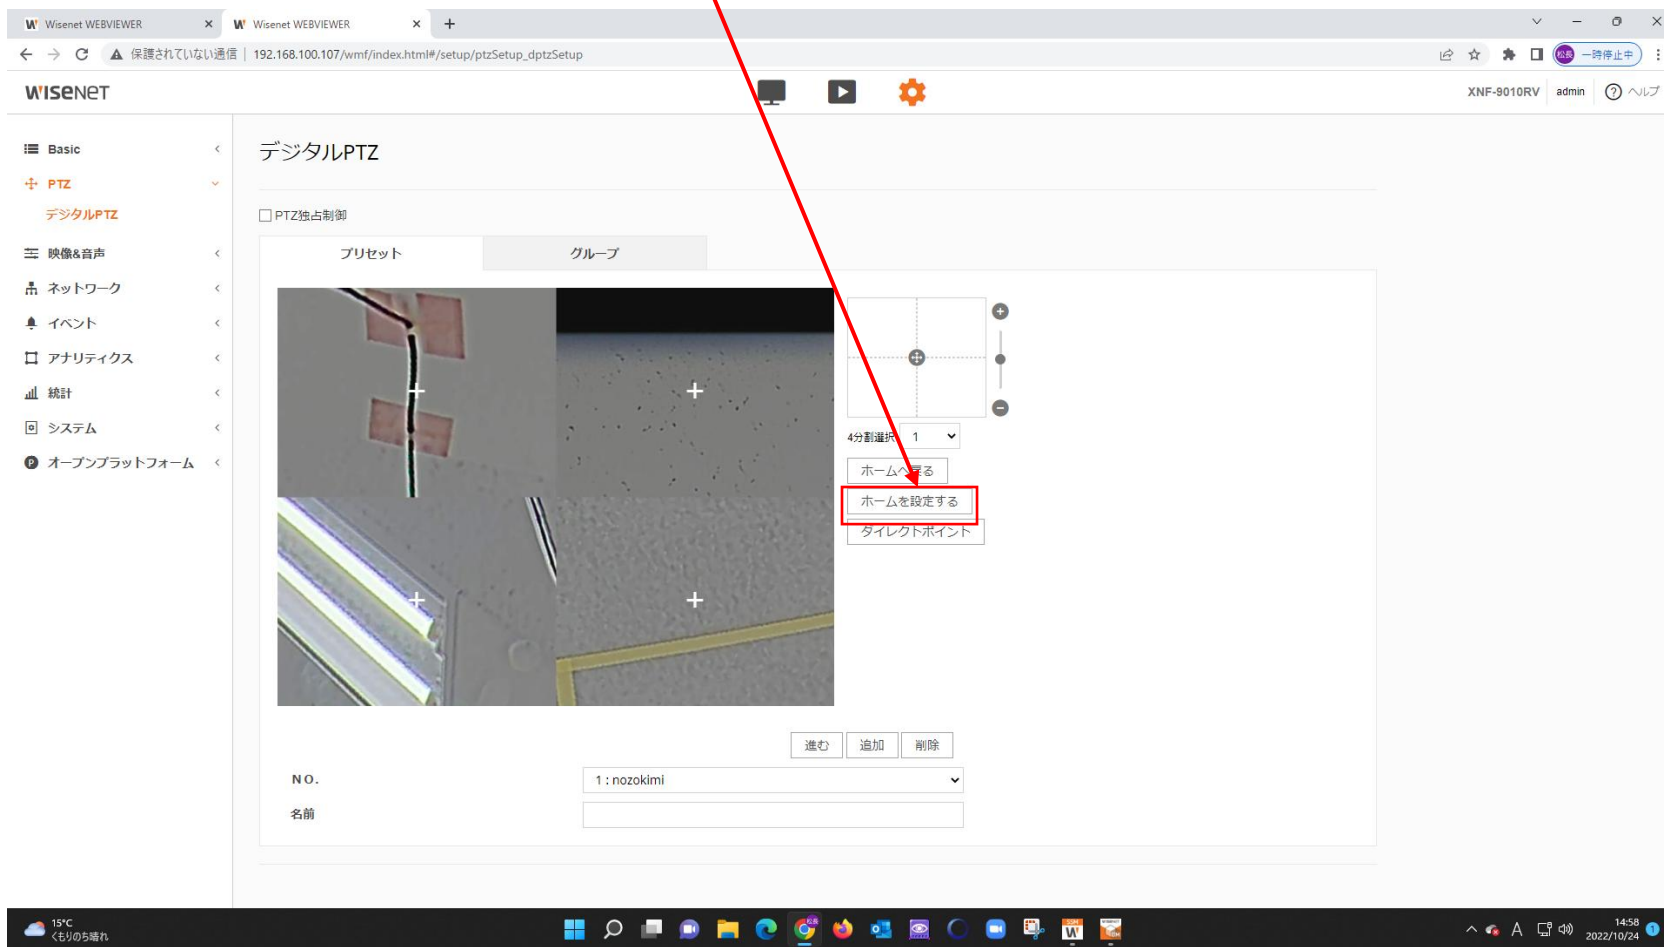 Wisenet WEBVIEWER
Wisenet WEBVIEWER
保護されていない通信 | 192.168.100.107/wmf/index.html#/setup/ptzSetup_dptzSetup
松長 一時停止中
WISENET
XNF-9010RV admin ヘルプ
Basic
PTZ
デジタルPTZ
映像&音声
ネットワーク
イベント
アナリティクス
統計
システム
オープンプラットフォーム
デジタルPTZ
PTZ独占制御
プリセット グループ
4分割選択 1
ホームへ戻る
ホームを設定する
ダイレクトポイント
進む 追加 削除
NO. 1 : nozokimi
名前
15°C
くもりのち晴れ
A 14:58
2022/10/24